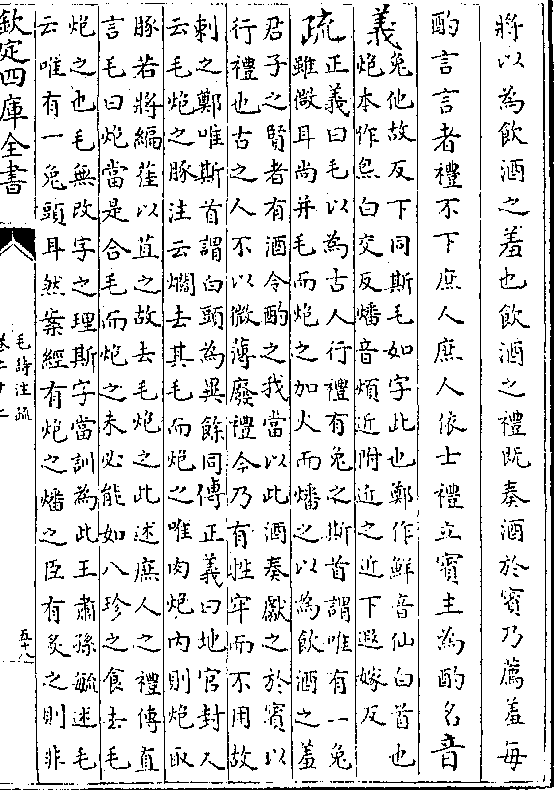 將以為飲酒之羞也飲酒之禮既奏酒於賓乃薦羞每
酌言言者禮不下庶人庶人依士禮立賓主為酌名音
義兔他故反下同斯毛如字此也鄭作鮮音仙白首也
炮本作炰白交反燔音煩近附近之近下遐嫁反
疏正義曰毛以為古人行禮有兔之斯首謂唯有一兔
雖微耳尚并毛而炮之加火而燔之以為飲酒之羞
君子之賢者有酒令酌之我當以此酒奏獻之於賓以
行禮也古之人不以微薄廢禮今乃有牲牢而不用故
刺之鄭唯斯首謂白頭為異餘同傳正義曰地官封人
云毛炮之豚注云爓去其毛而炮之唯肉炮內則炮取
豚若將編萑以苴之故去毛炮之此述庶人之禮傳直
言毛曰炮當是合毛而炮之未必能如八珍之食去毛
炮之也毛無改字之理斯字當訓為此王肅孫毓述毛
云唯有一兔頭耳然案經有炮之燔之臣有炙之則非
欽定四庫全書
毛詩注疏
五十八